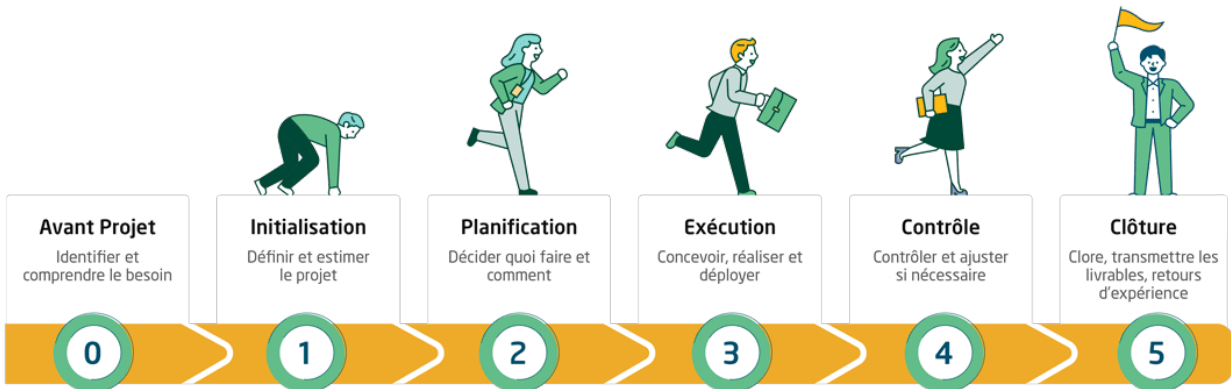 Avant Projet
Identifier et
comprendre le besoin
Initialisation
Définir et estimer
le projet
Planification
Décider quoi faire et
comment
Exécution
Concevoir, réaliser et
déployer
Contrôle
Contrôler et ajuster
si nécessaire
Clôture
Clore, transmettre les
livrables, retours
d'expérience
0
1
2
3
4
5